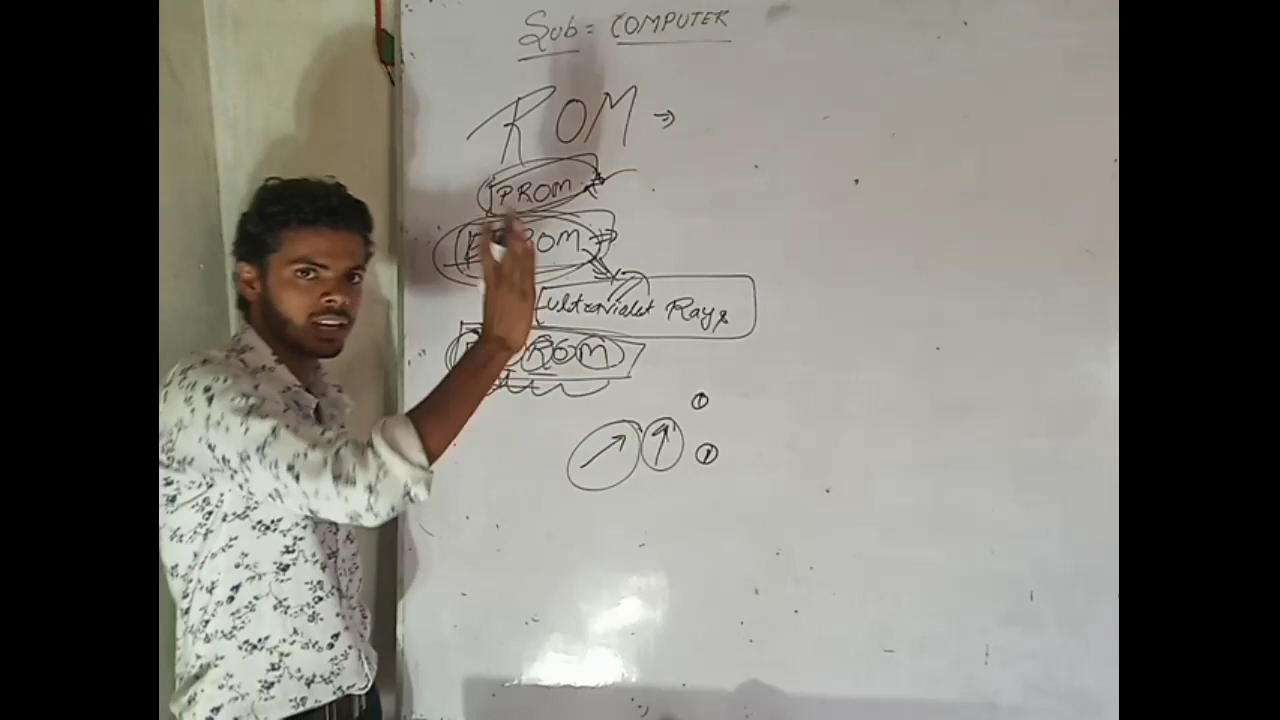 Sub = COMPUTER
ROM ⇒
PROM
ultraviolet Rays
ROM